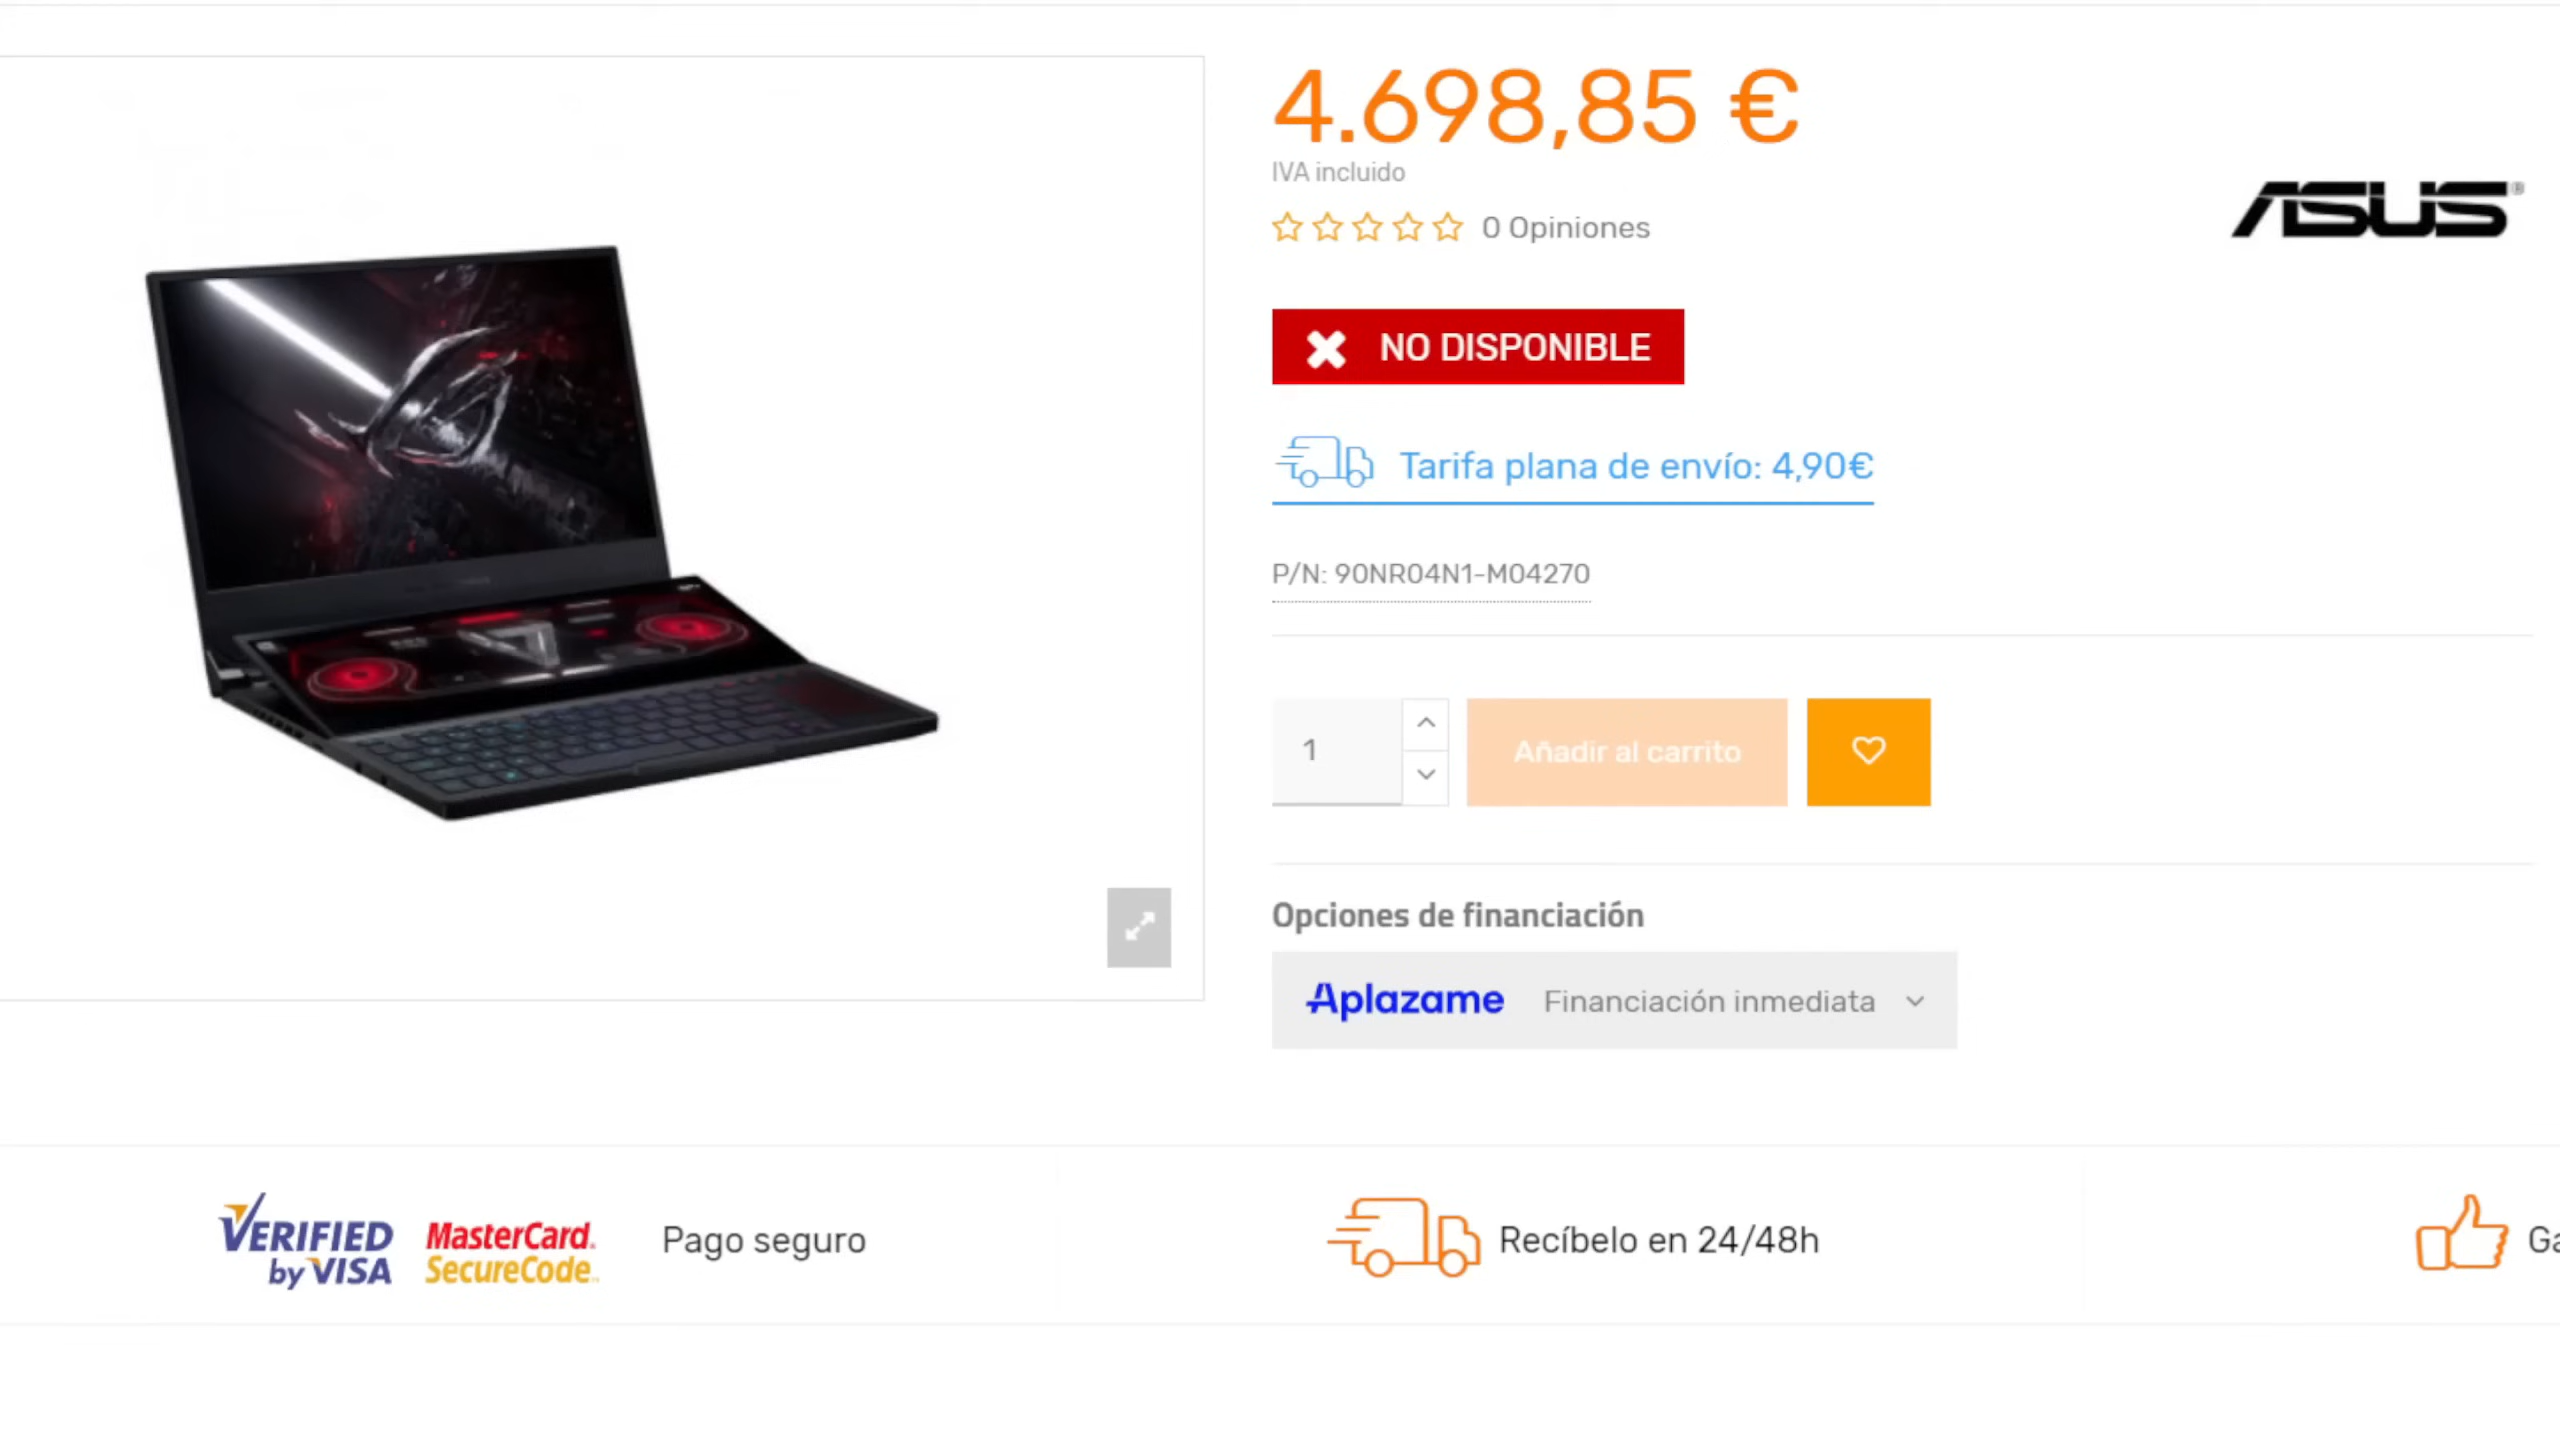 4.698,85 €
IVA incluido
0 Opiniones
ASUS®
NO DISPONIBLE
Tarifa plana de envío: 4,90€
P/N: 90NR04N1-M04270
1
Añadir al carrito
Opciones de financiación
Aplazame Financiación inmediata
VERIFIED
by VISA
MasterCard.
SecureCode.
Pago seguro
Recíbelo en 24/48h
Ga